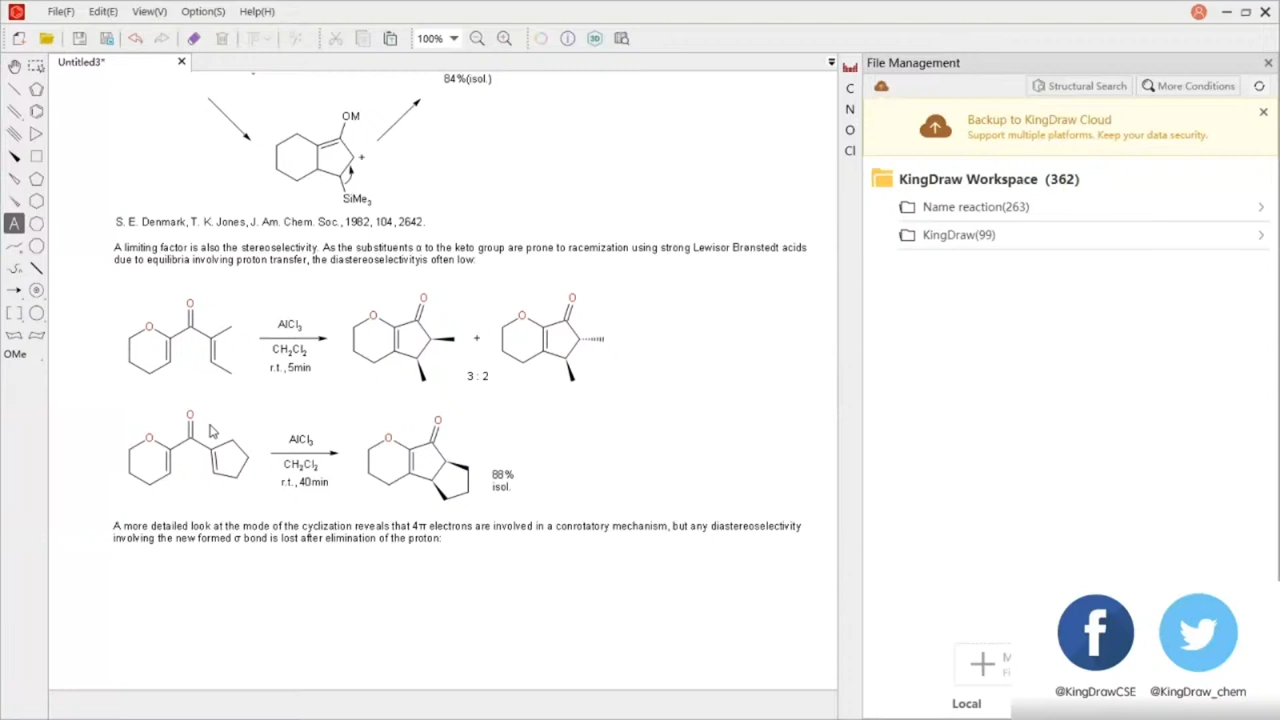 File(F) Edit(E) View(V) Option(S) Help(H)
100%
Untitled3*
File Management
Structural Search More Conditions
Backup to KingDraw Cloud
Support multiple platforms. Keep your data security.
KingDraw Workspace (362)
Name reaction(263)
KingDraw(99)
C
N
O
Cl
A
OMe
84%(isol.)
OM
+
SiMe3
S. E. Denmark, T. K. Jones, J. Am. Chem. Soc., 1982, 104, 2642.
A limiting factor is also the stereoselectivity. As the substituents α to the keto group are prone to racemization using strong Lewisor Brønstedt acids
due to equilibria involving proton transfer, the diastereoselectivityis often low:
O O AlCl3 CH2Cl2 r.t., 5min O O + O O
3 : 2
O O AlCl3 CH2Cl2 r.t., 40min O O 88% isol.
A more detailed look at the mode of the cyclization reveals that 4π electrons are involved in a conrotatory mechanism, but any diastereoselectivity
involving the new formed σ bond is lost after elimination of the proton:
Local
@KingDrawCSE @KingDraw_chem